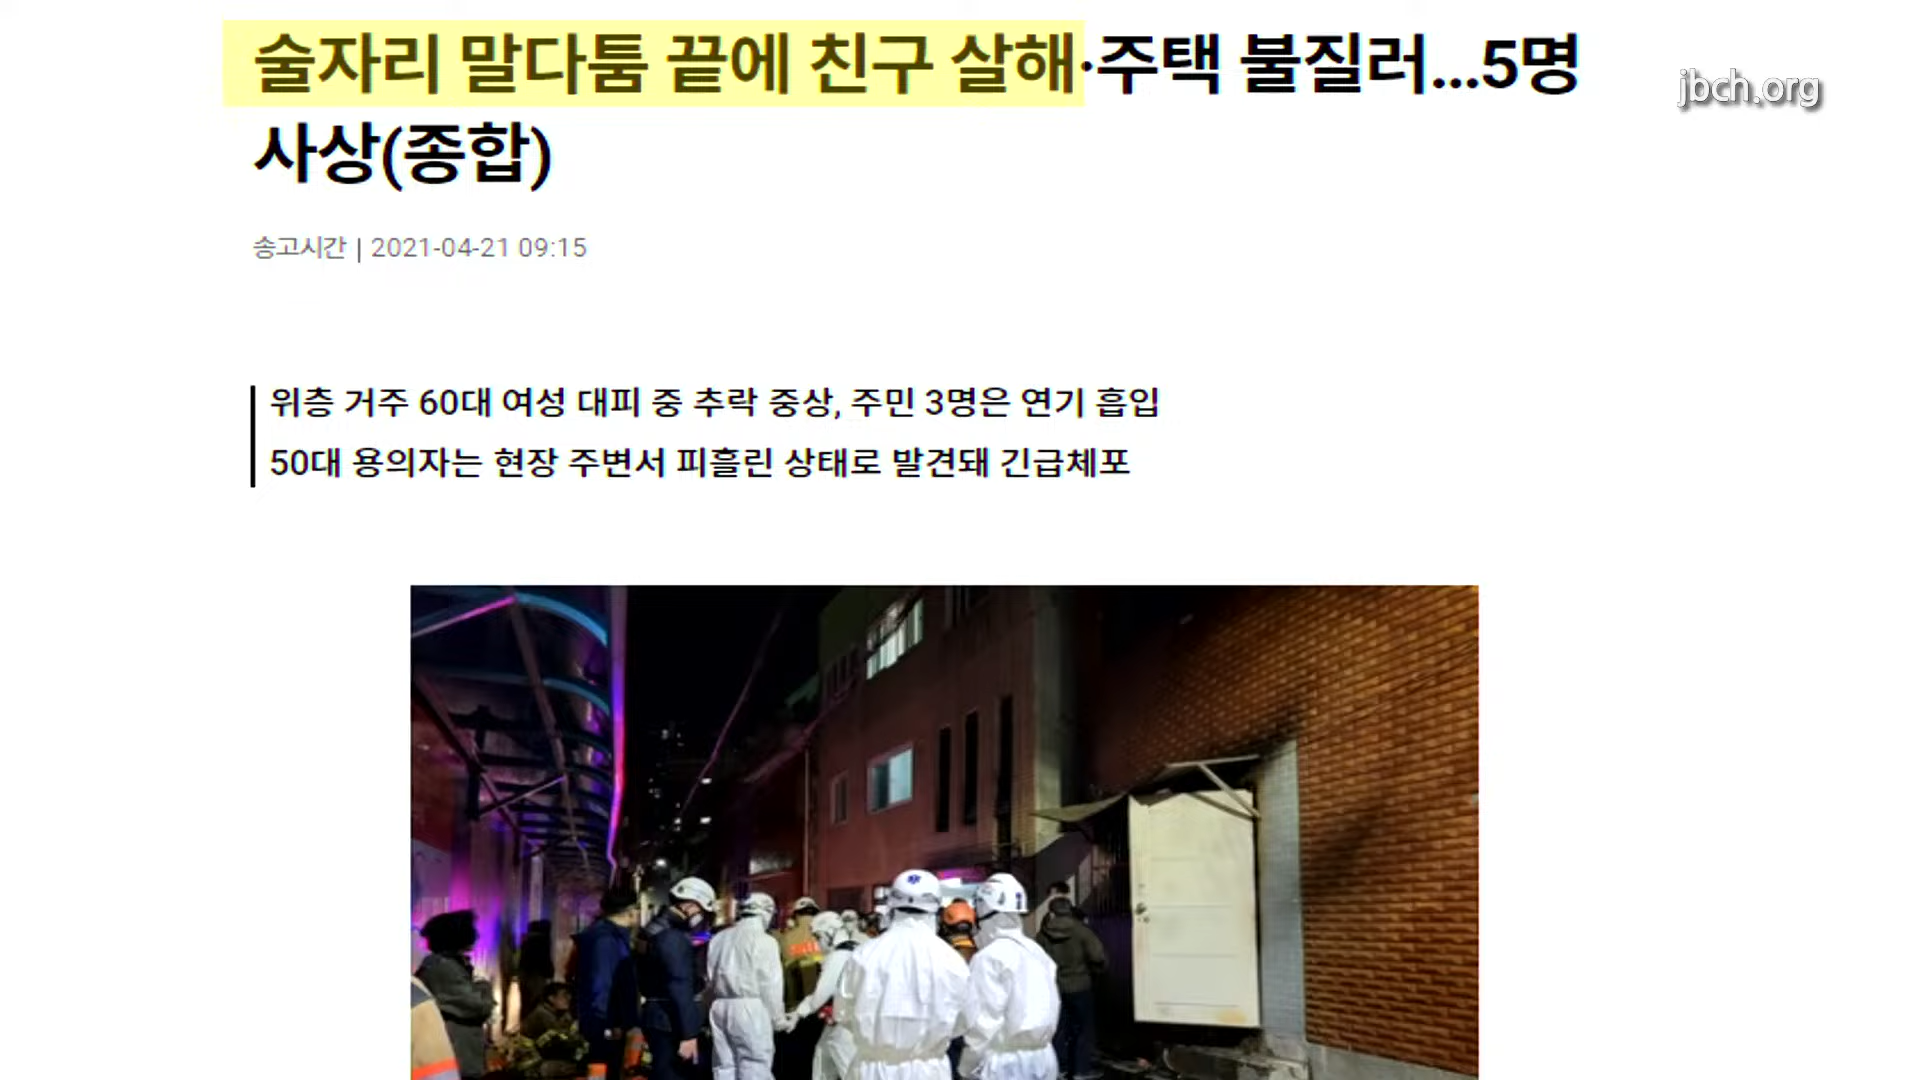 술자리 말다툼 끝에 친구 살해·주택 불질러...5명
jbch.org
사상(종합)
송고시간 | 2021-04-21 09:15
위층 거주 60대 여성 대피 중 추락 중상, 주민 3명은 연기 흡입
50대 용의자는 현장 주변서 피흘린 상태로 발견돼 긴급체포